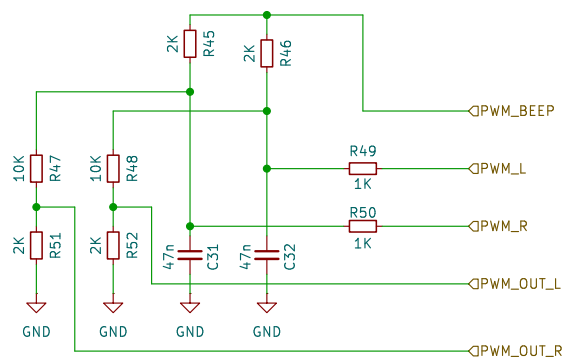 2K
R45
2K
R46
PWM_BEEP
10K
R47
10K
R48
R49
1K
PWM_L
R50
1K
PWM_R
2K
R51
2K
R52
47n
C31
47n
C32
PWM_OUT_L
GND
GND
GND
GND
PWM_OUT_R